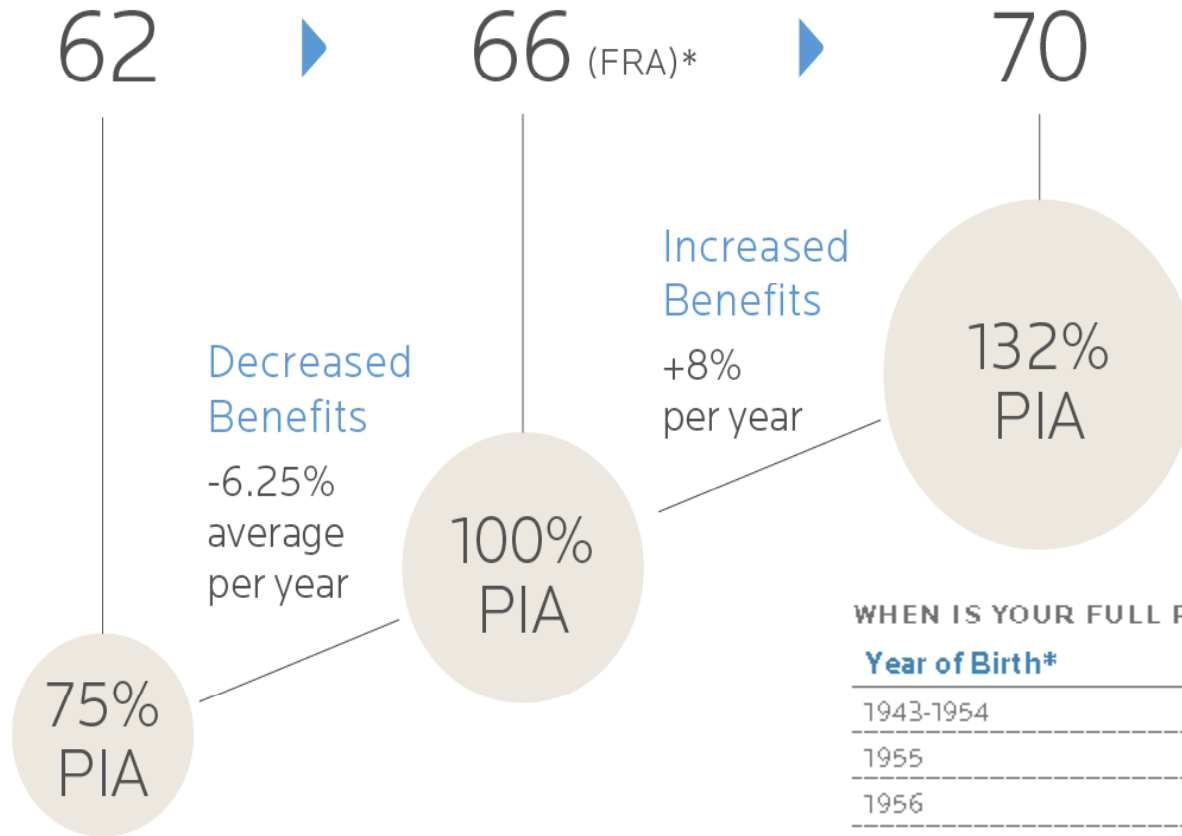 62
66 (FRA)*
70
Increased
Benefits
+8%
per year
132%
PIA
Decreased
Benefits
-6.25%
average
per year
100%
PIA
75%
PIA
WHEN IS YOUR FULL
Year of Birth*
1943-1954
1955
1956